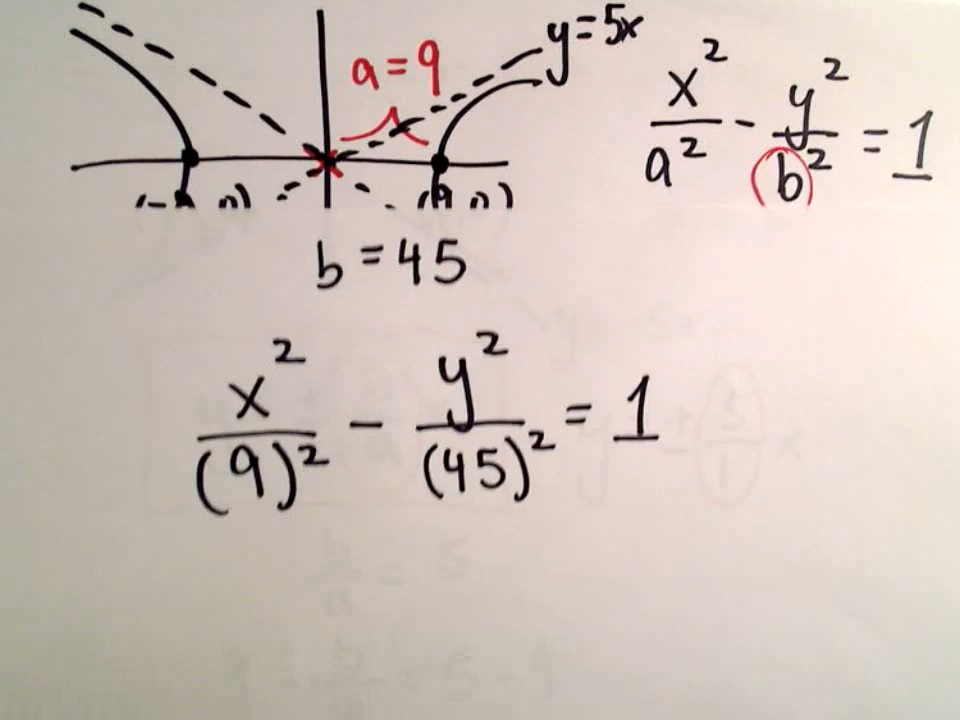 y = 5x
a = 9
x² / a² - y² / b² = 1
b = 45
x² / (9)² - y² / (45)² = 1